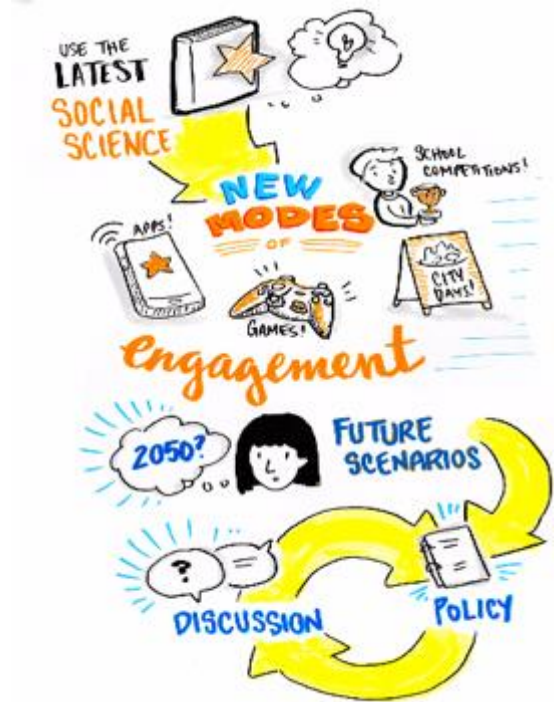 USE THE
LATEST
SOCIAL
SCIENCE
NEW
MODES
OF
APPS!
GAMES!
SCHOOL
COMPETITIONS!
CITY
DAYS!
engagement
2050?
FUTURE
SCENARIOS
?
DISCUSSION
POLICY